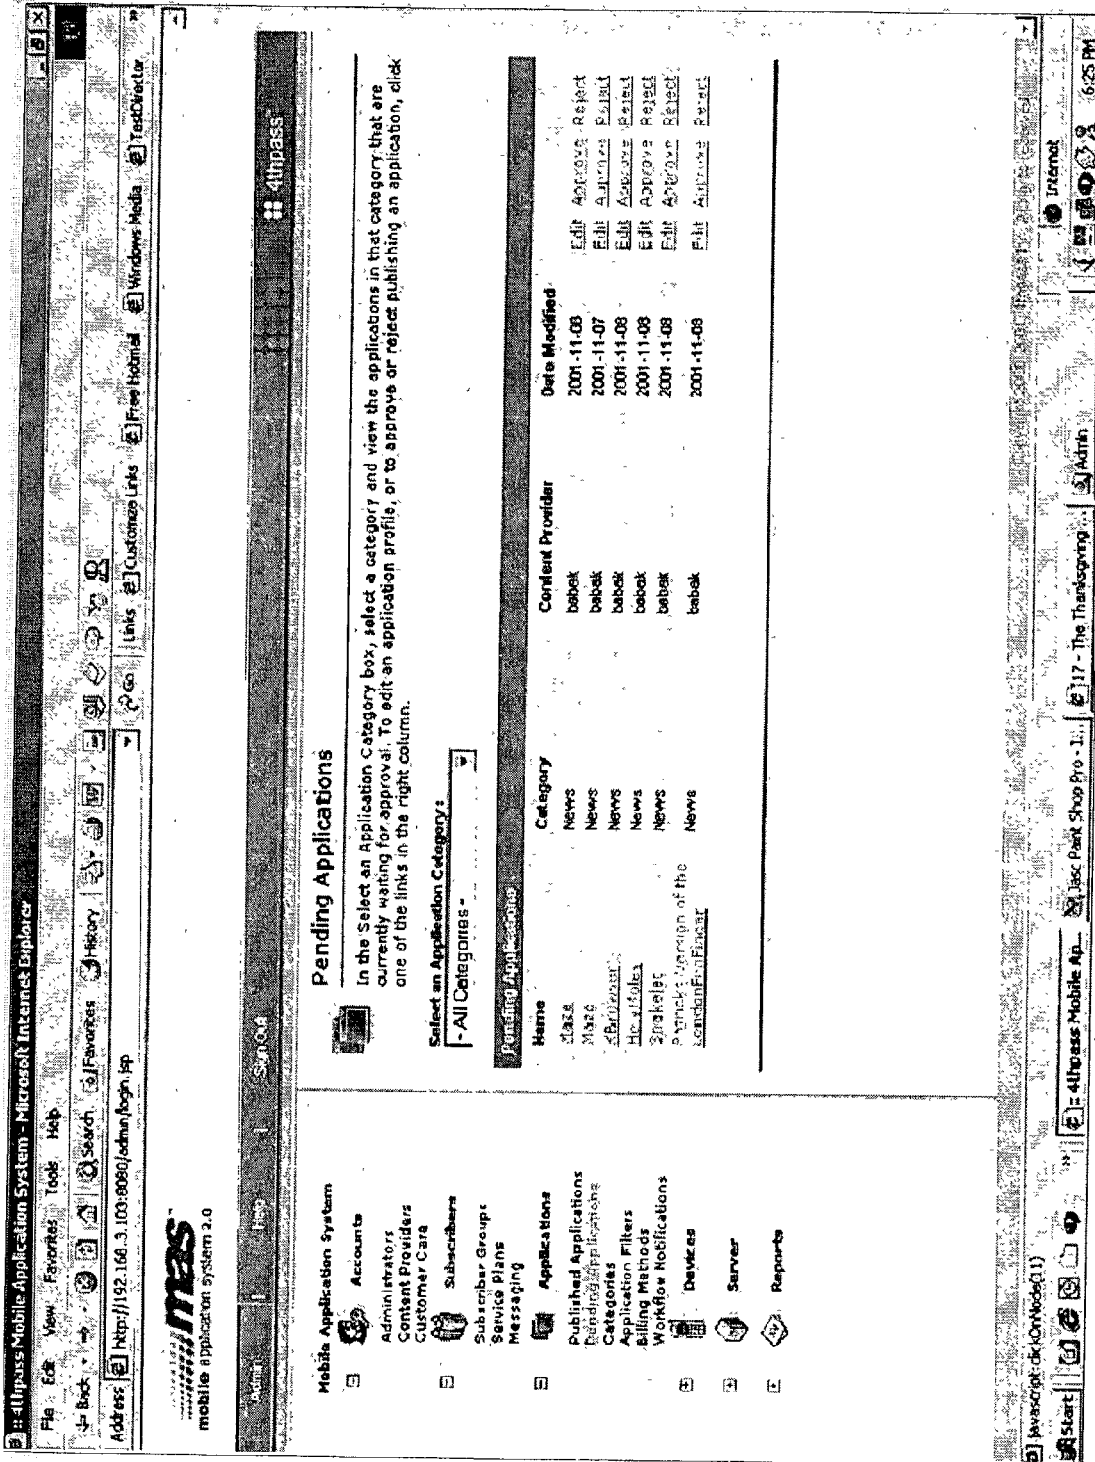 :: 4thpass Mobile Application System - Microsoft Internet Explorer
File Edit View Favorites Tools Help
Back Search Favorites History
Address http://192.168.3.103:8080/admin/login.jsp Go Links Customize Links Free Hotmail Windows Media TestDirector
mas
mobile application system 2.0
Admin | Help | Sign Out
4thpass
Mobile Application System
Accounts
Administrators
Content Providers
Customer Care
Subscribers
Subscriber Groups
Service Plans
Messaging
Applications
Published Applications
Pending Applications
Categories
Application Filters
Billing Methods
Workflow Notifications
Devices
Server
Reports
Pending Applications
In the Select an Application Category box, select a category and view the applications in that category that are
currently waiting for approval. To edit an application profile, or to approve or reject publishing an application, click
one of the links in the right column.
Select an Application Category:
- All Categories -
Pending Applications
Name Category Content Provider Date Modified
Maze News babak 2001-11-08 Edit Approve Reject
Maze News babak 2001-11-07 Edit Approve Reject
News babak 2001-11-08 Edit Approve Reject
News babak 2001-11-08 Edit Approve Reject
News babak 2001-11-08 Edit Approve Reject
Patricks Version of the
LondonFunFinder News babak 2001-11-08 Edit Approve Reject
javascript:clickOnNode(11) Internet
Start :: 4thpass Mobile Ap... Jasc Paint Shop Pro - 1... 17 - The Thanksgiving ... Admin 6:25 PM